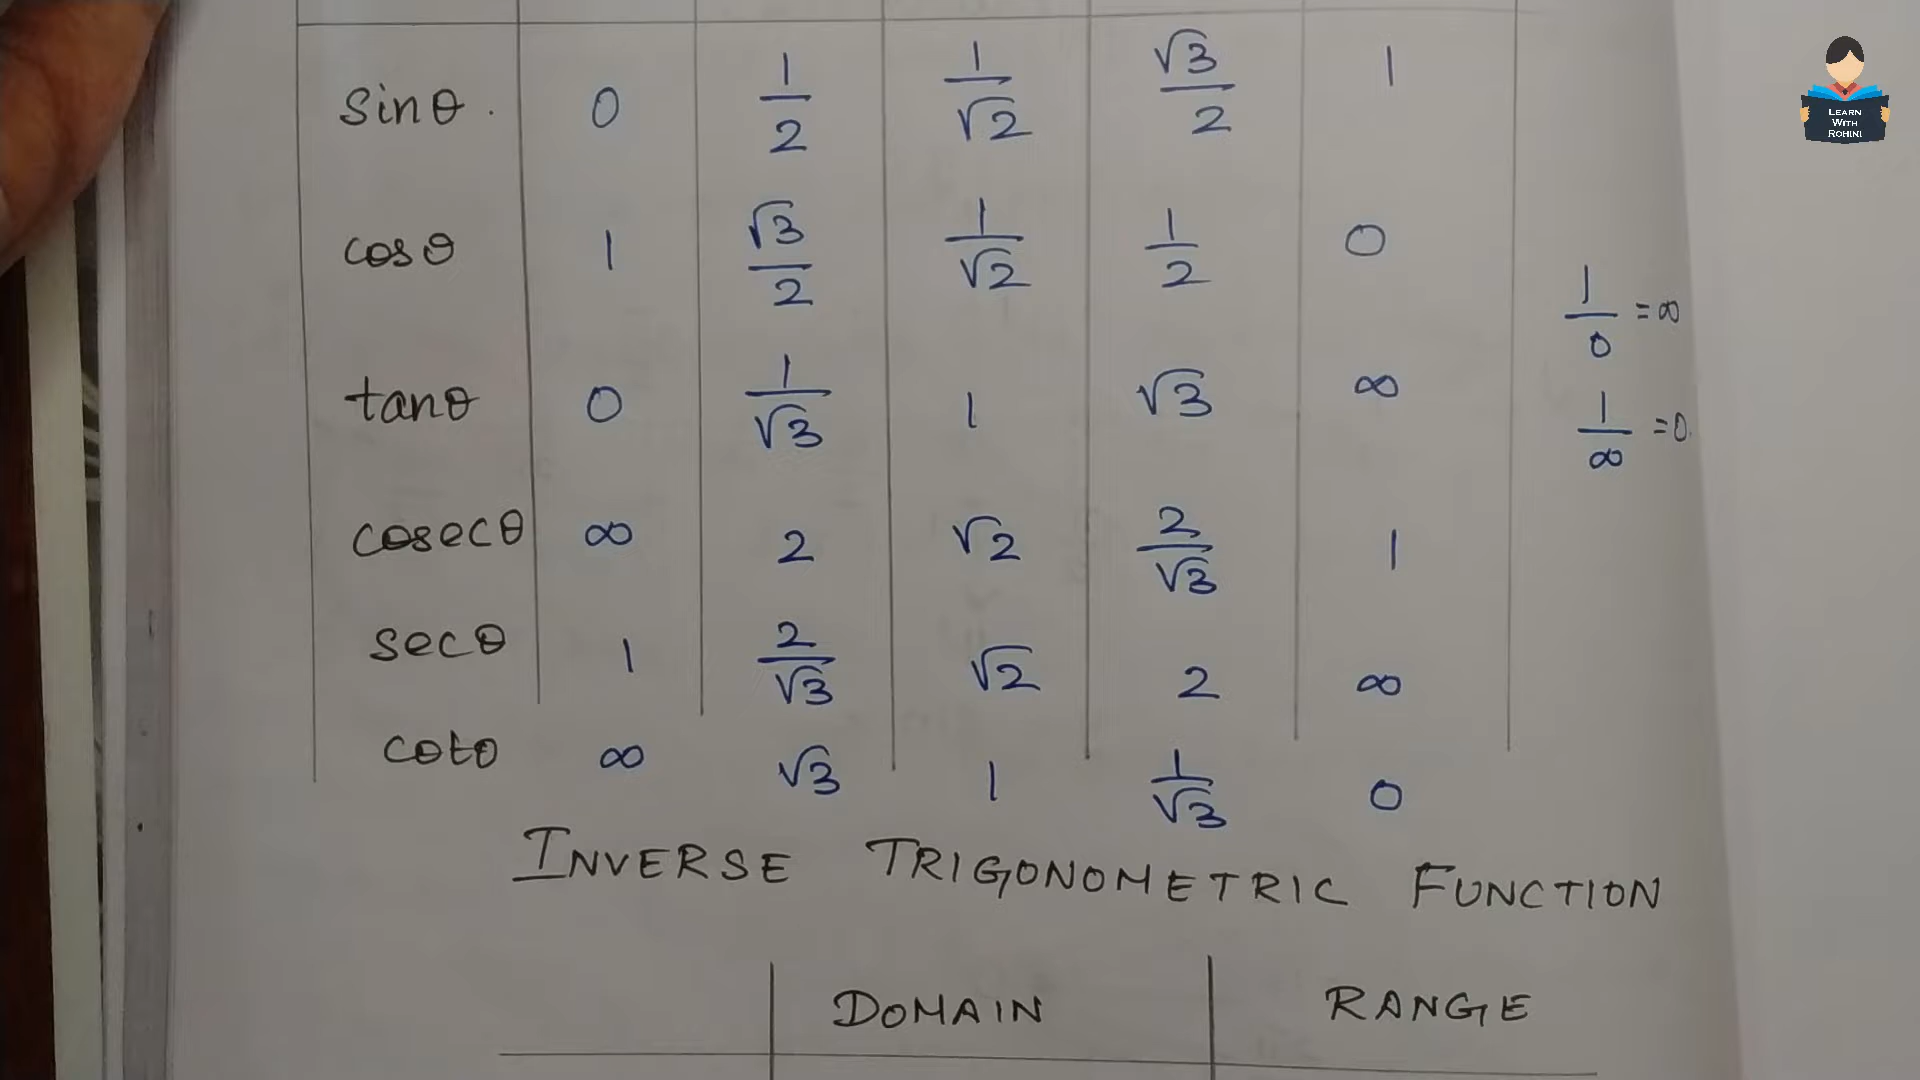 sinθ . 0 1/2 1/√2 √3/2 1
cosθ 1 √3/2 1/√2 1/2 0
1/0 = ∞
tanθ 0 1/√3 1 √3 ∞
1/∞ = 0.
cosecθ ∞ 2 √2 2/√3 1
secθ 1 2/√3 √2 2 ∞
cotθ ∞ √3 1 1/√3 0
INVERSE TRIGONOMETRIC FUNCTION
DOMAIN RANGE
LEARN
WITH
ROHINI